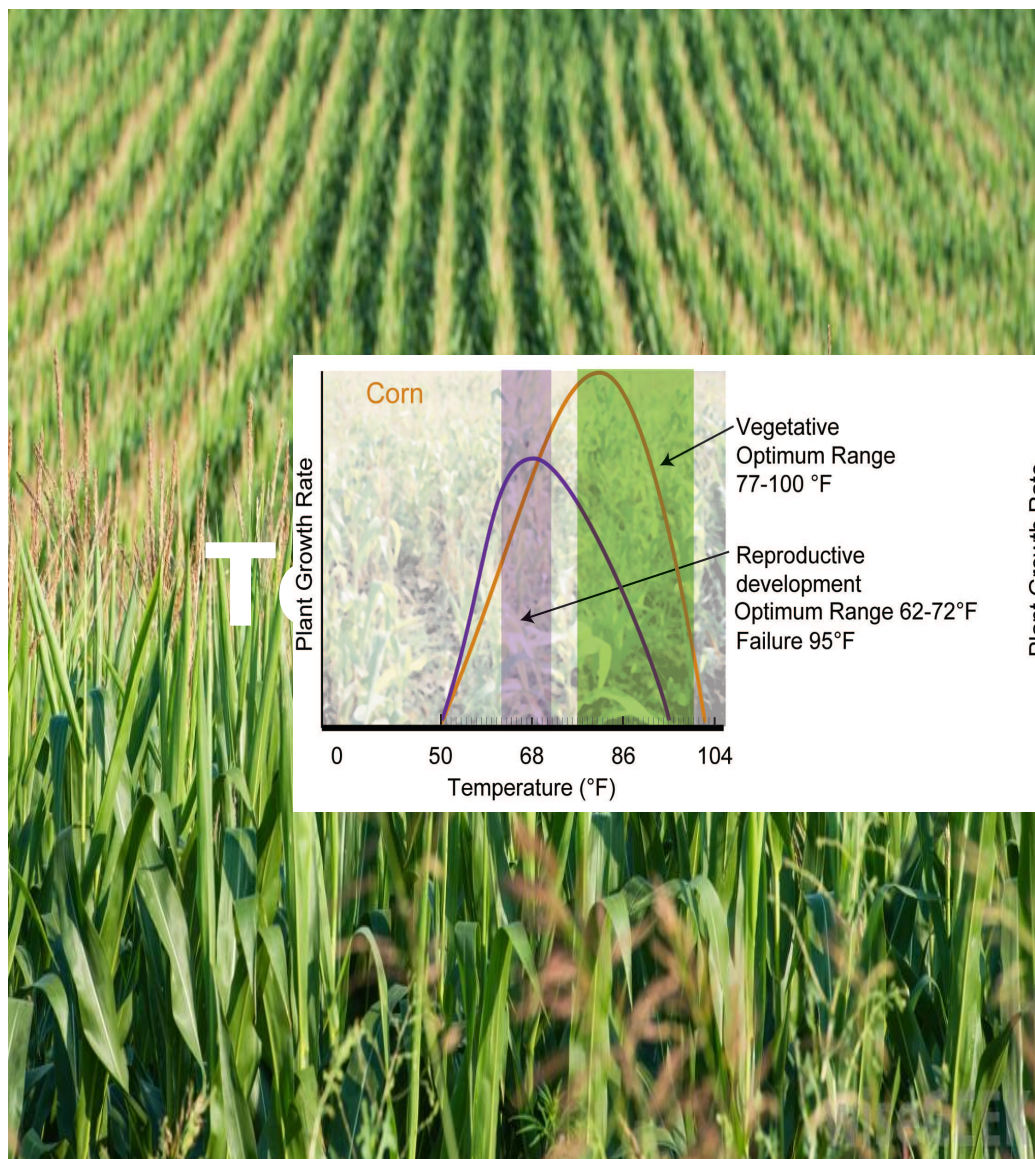 Corn
Plant Growth Rate
Vegetative
Optimum Range
77-100 °F
Reproductive
development
Optimum Range 62-72°F
Failure 95°F
0 50 68 86 104
Temperature (°F)